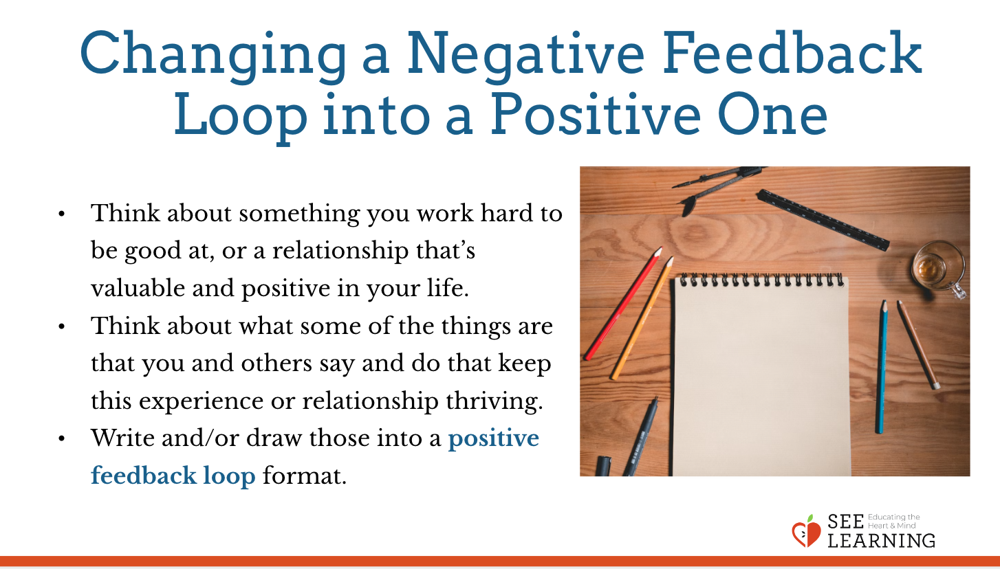 Changing a Negative Feedback
Loop into a Positive One
• Think about something you work hard to
be good at, or a relationship that’s
valuable and positive in your life.
• Think about what some of the things are
that you and others say and do that keep
this experience or relationship thriving.
• Write and/or draw those into a positive
feedback loop format.
SEE Educating the
Heart & Mind
LEARNING